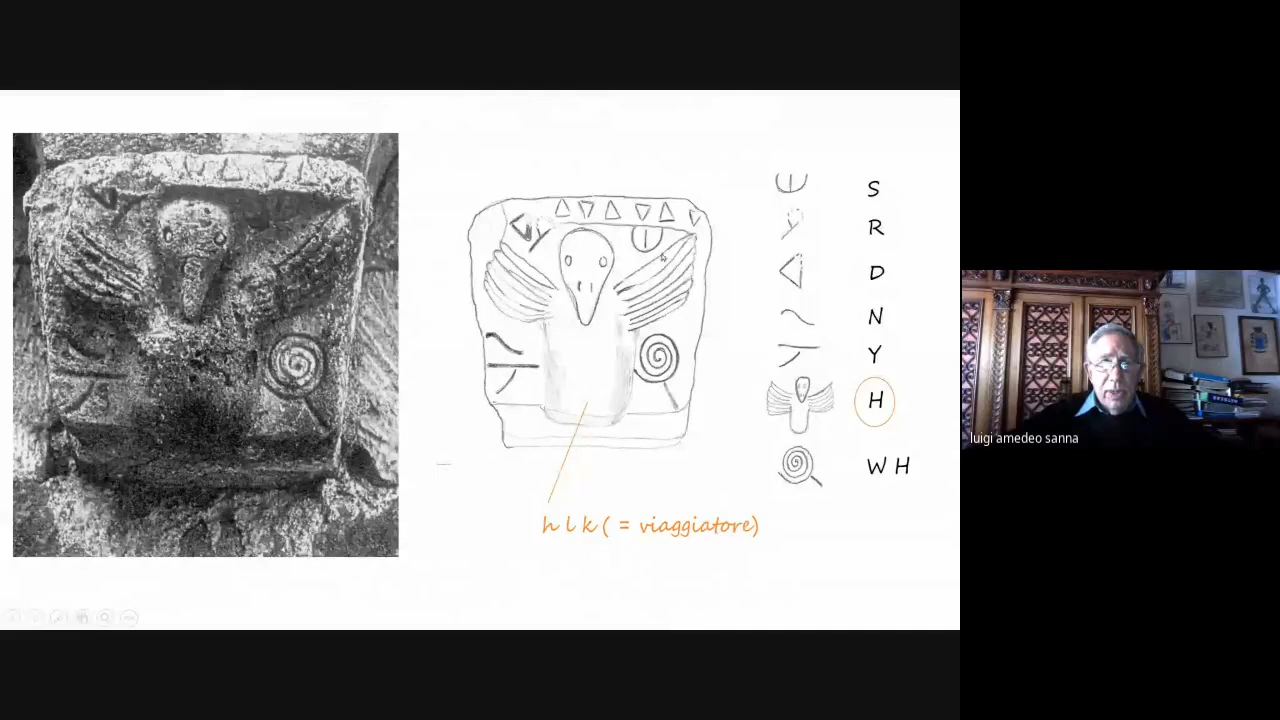 S
R
D
N
Y
H
W H
h l k ( = viaggiatore)
luigi amedeo sanna